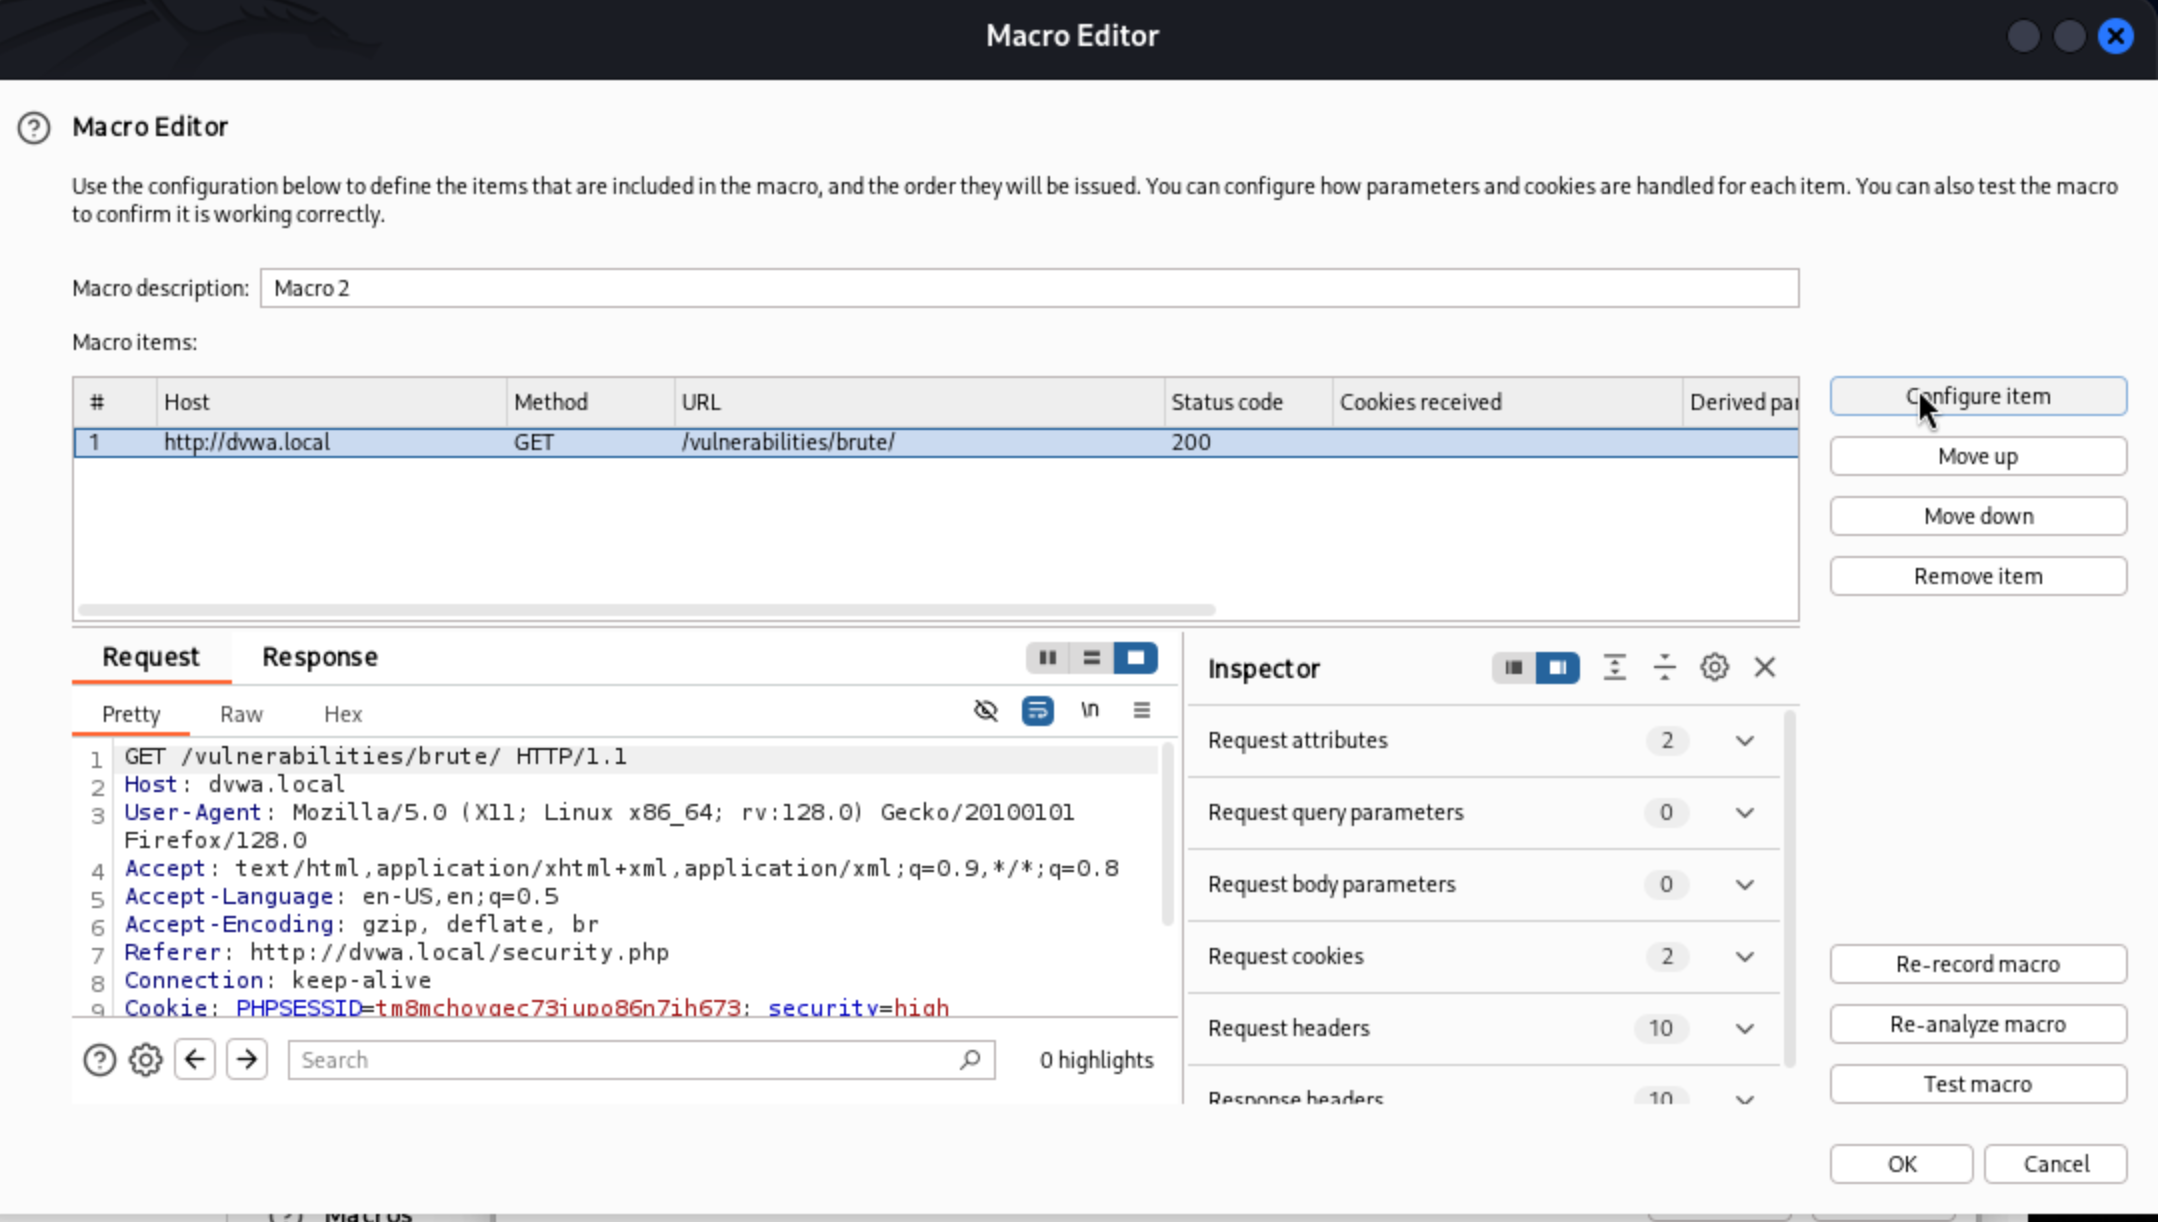 Macro Editor
Macro Editor
Use the configuration below to define the items that are included in the macro, and the order they will be issued. You can configure how parameters and cookies are handled for each item. You can also test the macro
to confirm it is working correctly.
Macro description: Macro 2
Macro items:
# Host Method URL Status code Cookies received Derived par
1 http://dvwa.local GET /vulnerabilities/brute/ 200
Configure item
Move up
Move down
Remove item
Request Response
Pretty Raw Hex \n
1 GET /vulnerabilities/brute/ HTTP/1.1
2 Host: dvwa.local
3 User-Agent: Mozilla/5.0 (X11; Linux x86_64; rv:128.0) Gecko/20100101
Firefox/128.0
4 Accept: text/html,application/xhtml+xml,application/xml;q=0.9,*/*;q=0.8
5 Accept-Language: en-US,en;q=0.5
6 Accept-Encoding: gzip, deflate, br
7 Referer: http://dvwa.local/security.php
8 Connection: keep-alive
9 Cookie: PHPSESSID=tm8mchovgec73jupo86n7ih673; security=high
Search
0 highlights
Inspector
Request attributes 2
Request query parameters 0
Request body parameters 0
Request cookies 2
Request headers 10
Response headers 10
Re-record macro
Re-analyze macro
Test macro
OK Cancel
Macros